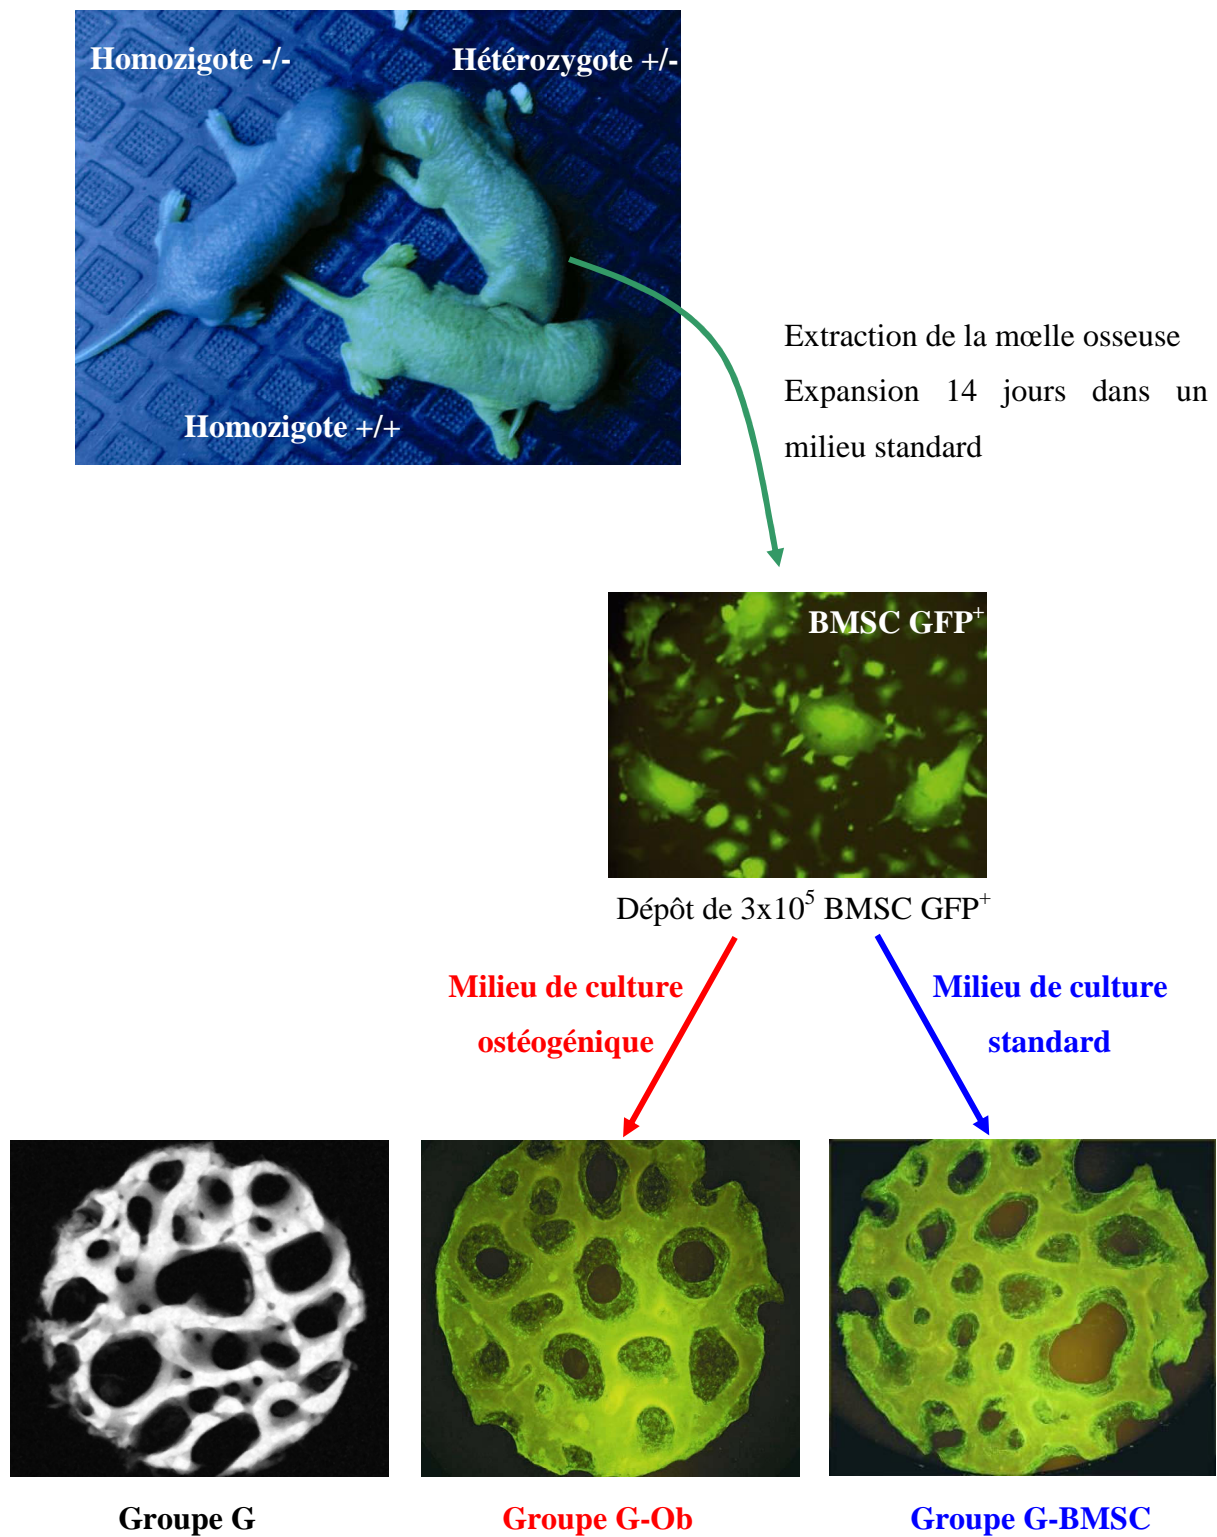 Homozigote -/-
Hétérozygote +/-
Homozigote +/+
Extraction de la mœlle osseuse
Expansion 14 jours dans un
milieu standard
BMSC GFP⁺
Dépôt de 3x10⁵ BMSC GFP⁺
Milieu de culture
ostéogénique
Milieu de culture
standard
Groupe G
Groupe G-Ob
Groupe G-BMSC